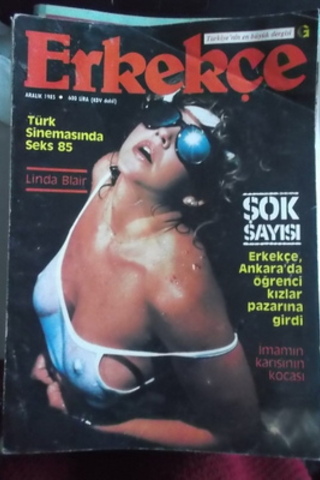 Türkiye'nin en büyük dergisi
Erkekçe
ARALIK 1985 • 600 LİRA (KDV dahil)
Türk
Sinemasında
Seks 85
Linda Blair
ŞOK
SAYISI
Erkekçe,
Ankara'da
öğrenci
kızlar
pazarına
girdi
İmamın
karısının
kocası